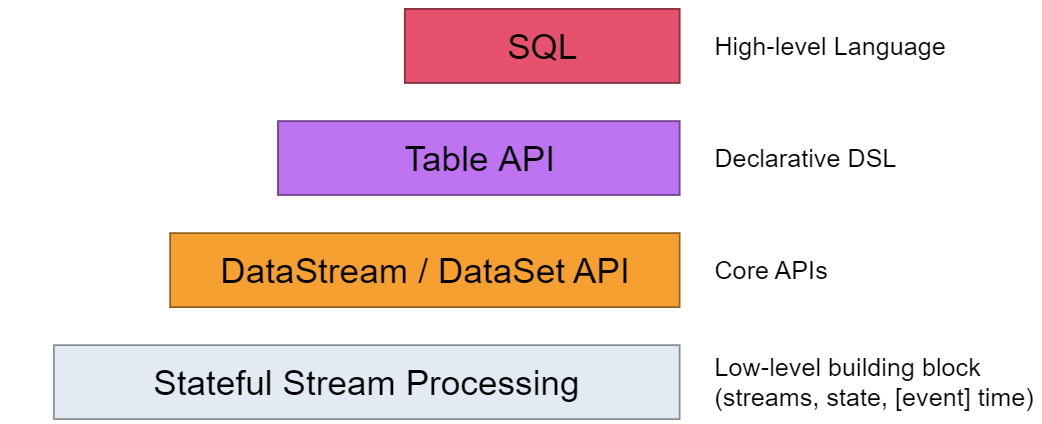 SQL
High-level Language
Table API
Declarative DSL
DataStream / DataSet API
Core APIs
Stateful Stream Processing
Low-level building block
(streams, state, [event] time)